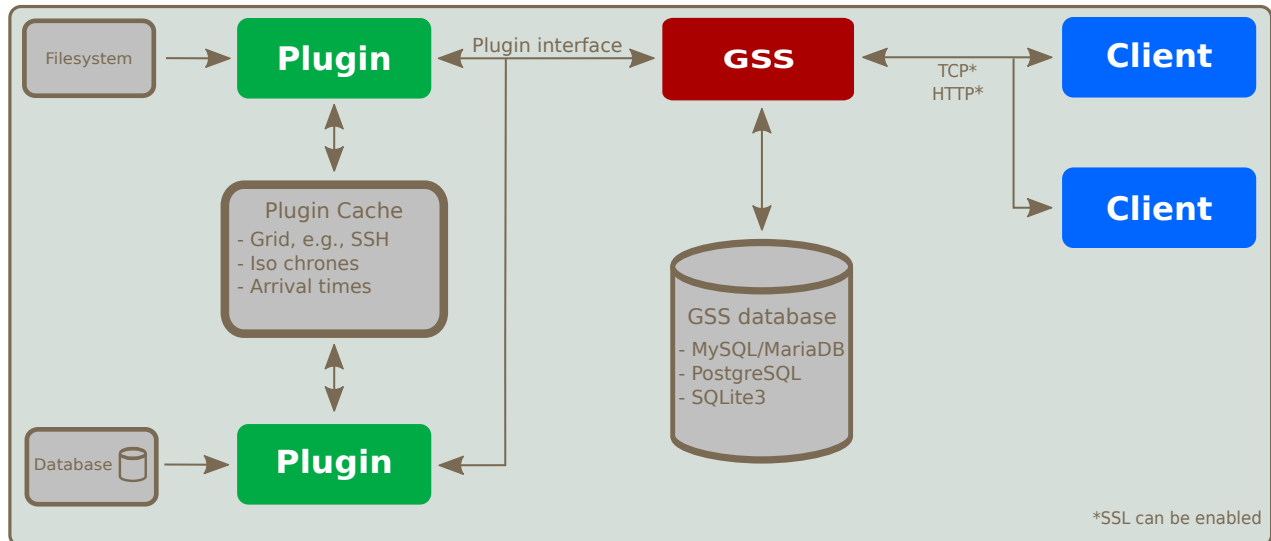 Filesystem
Plugin
Plugin interface
GSS
TCP*
HTTP*
Client
Client
Plugin Cache
- Grid, e.g., SSH
- Iso chrones
- Arrival times
GSS database
- MySQL/MariaDB
- PostgreSQL
- SQLite3
Database
Plugin
*SSL can be enabled